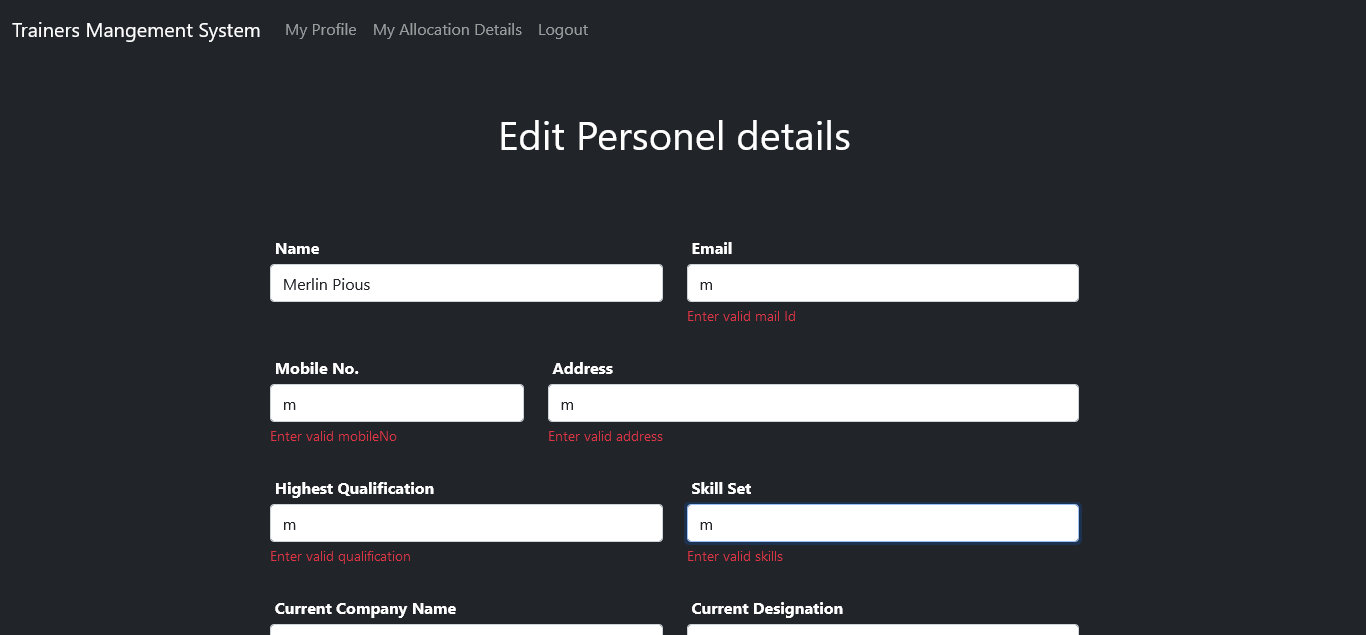 Trainers Mangement System My Profile My Allocation Details Logout
Edit Personel details
Name Email
Merlin Pious m
Enter valid mail Id
Mobile No. Address
m m
Enter valid mobileNo Enter valid address
Highest Qualification Skill Set
m m
Enter valid qualification Enter valid skills
Current Company Name Current Designation